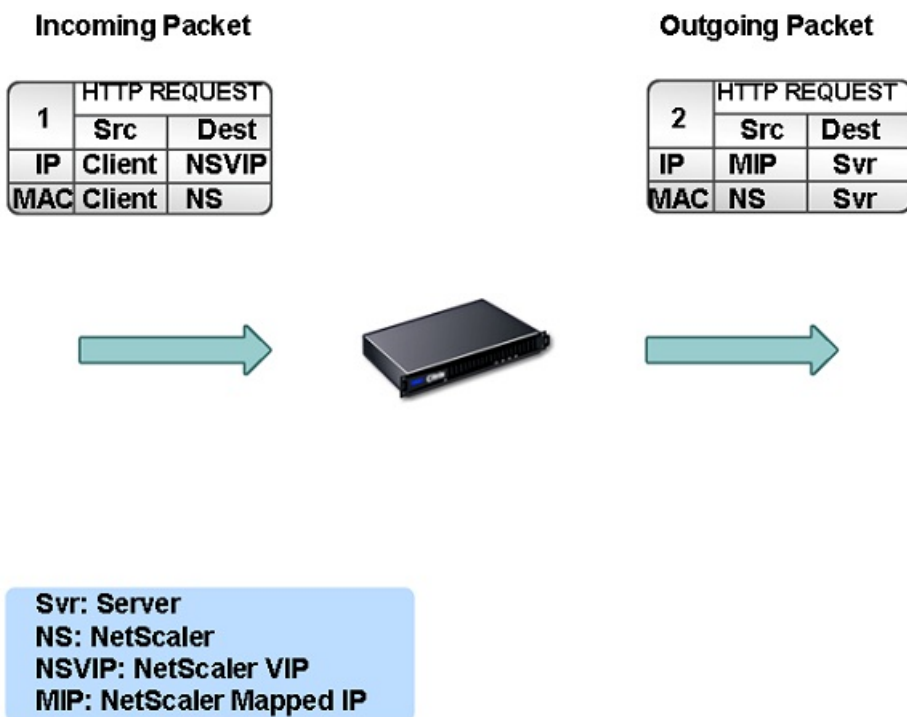 Incoming Packet
Outgoing Packet
1 HTTP REQUEST
Src Dest
IP Client NSVIP
MAC Client NS
2 HTTP REQUEST
Src Dest
IP MIP Svr
MAC NS Svr
Svr: Server
NS: NetScaler
NSVIP: NetScaler VIP
MIP: NetScaler Mapped IP